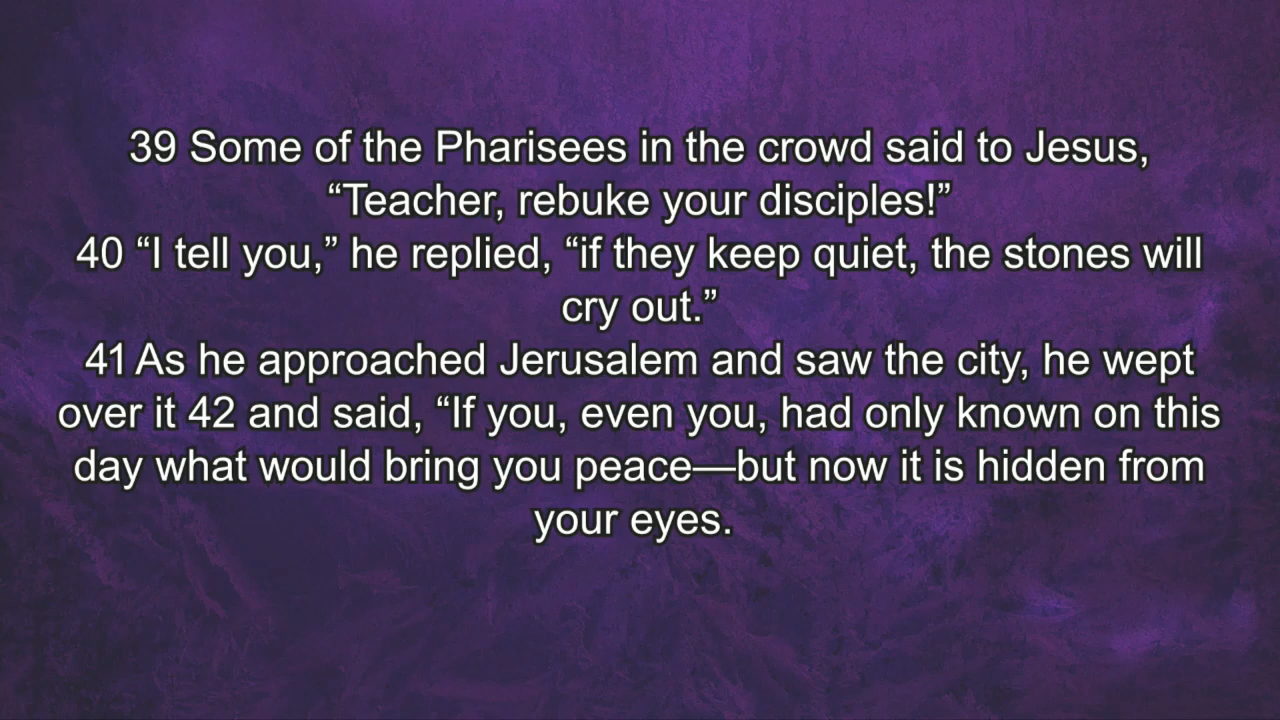 39 Some of the Pharisees in the crowd said to Jesus,
“Teacher, rebuke your disciples!”
40 “I tell you,” he replied, “if they keep quiet, the stones will
cry out.”
41 As he approached Jerusalem and saw the city, he wept
over it 42 and said, “If you, even you, had only known on this
day what would bring you peace—but now it is hidden from
your eyes.